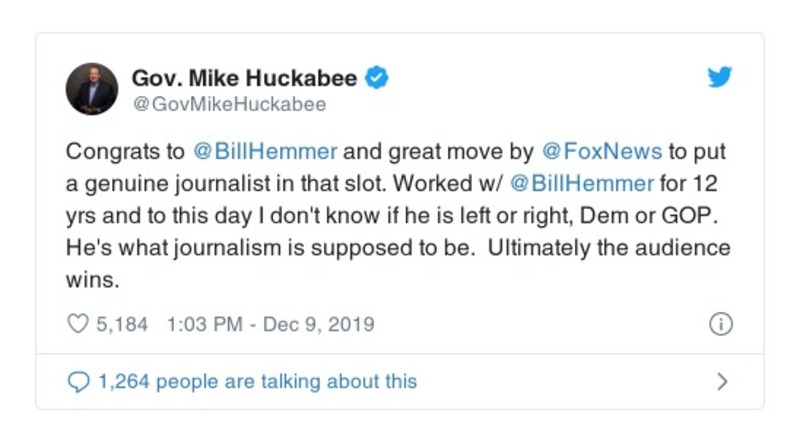 Gov. Mike Huckabee
@GovMikeHuckabee
Congrats to @BillHemmer and great move by @FoxNews to put
a genuine journalist in that slot. Worked w/ @BillHemmer for 12
yrs and to this day I don't know if he is left or right, Dem or GOP.
He's what journalism is supposed to be.  Ultimately the audience
wins.
5,184 1:03 PM - Dec 9, 2019
1,264 people are talking about this